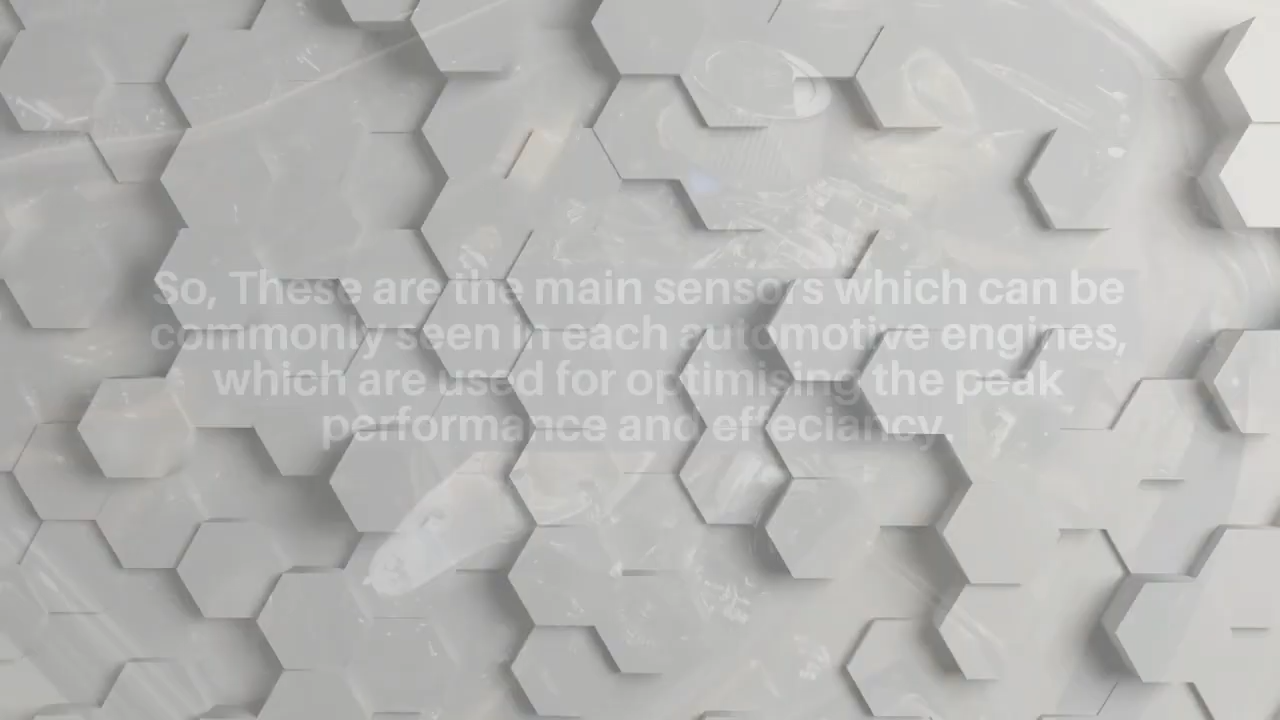 So, These are the main sensors which can be
commonly seen in each automotive engines,
which are used for optimising the peak
performance and effeciancy.